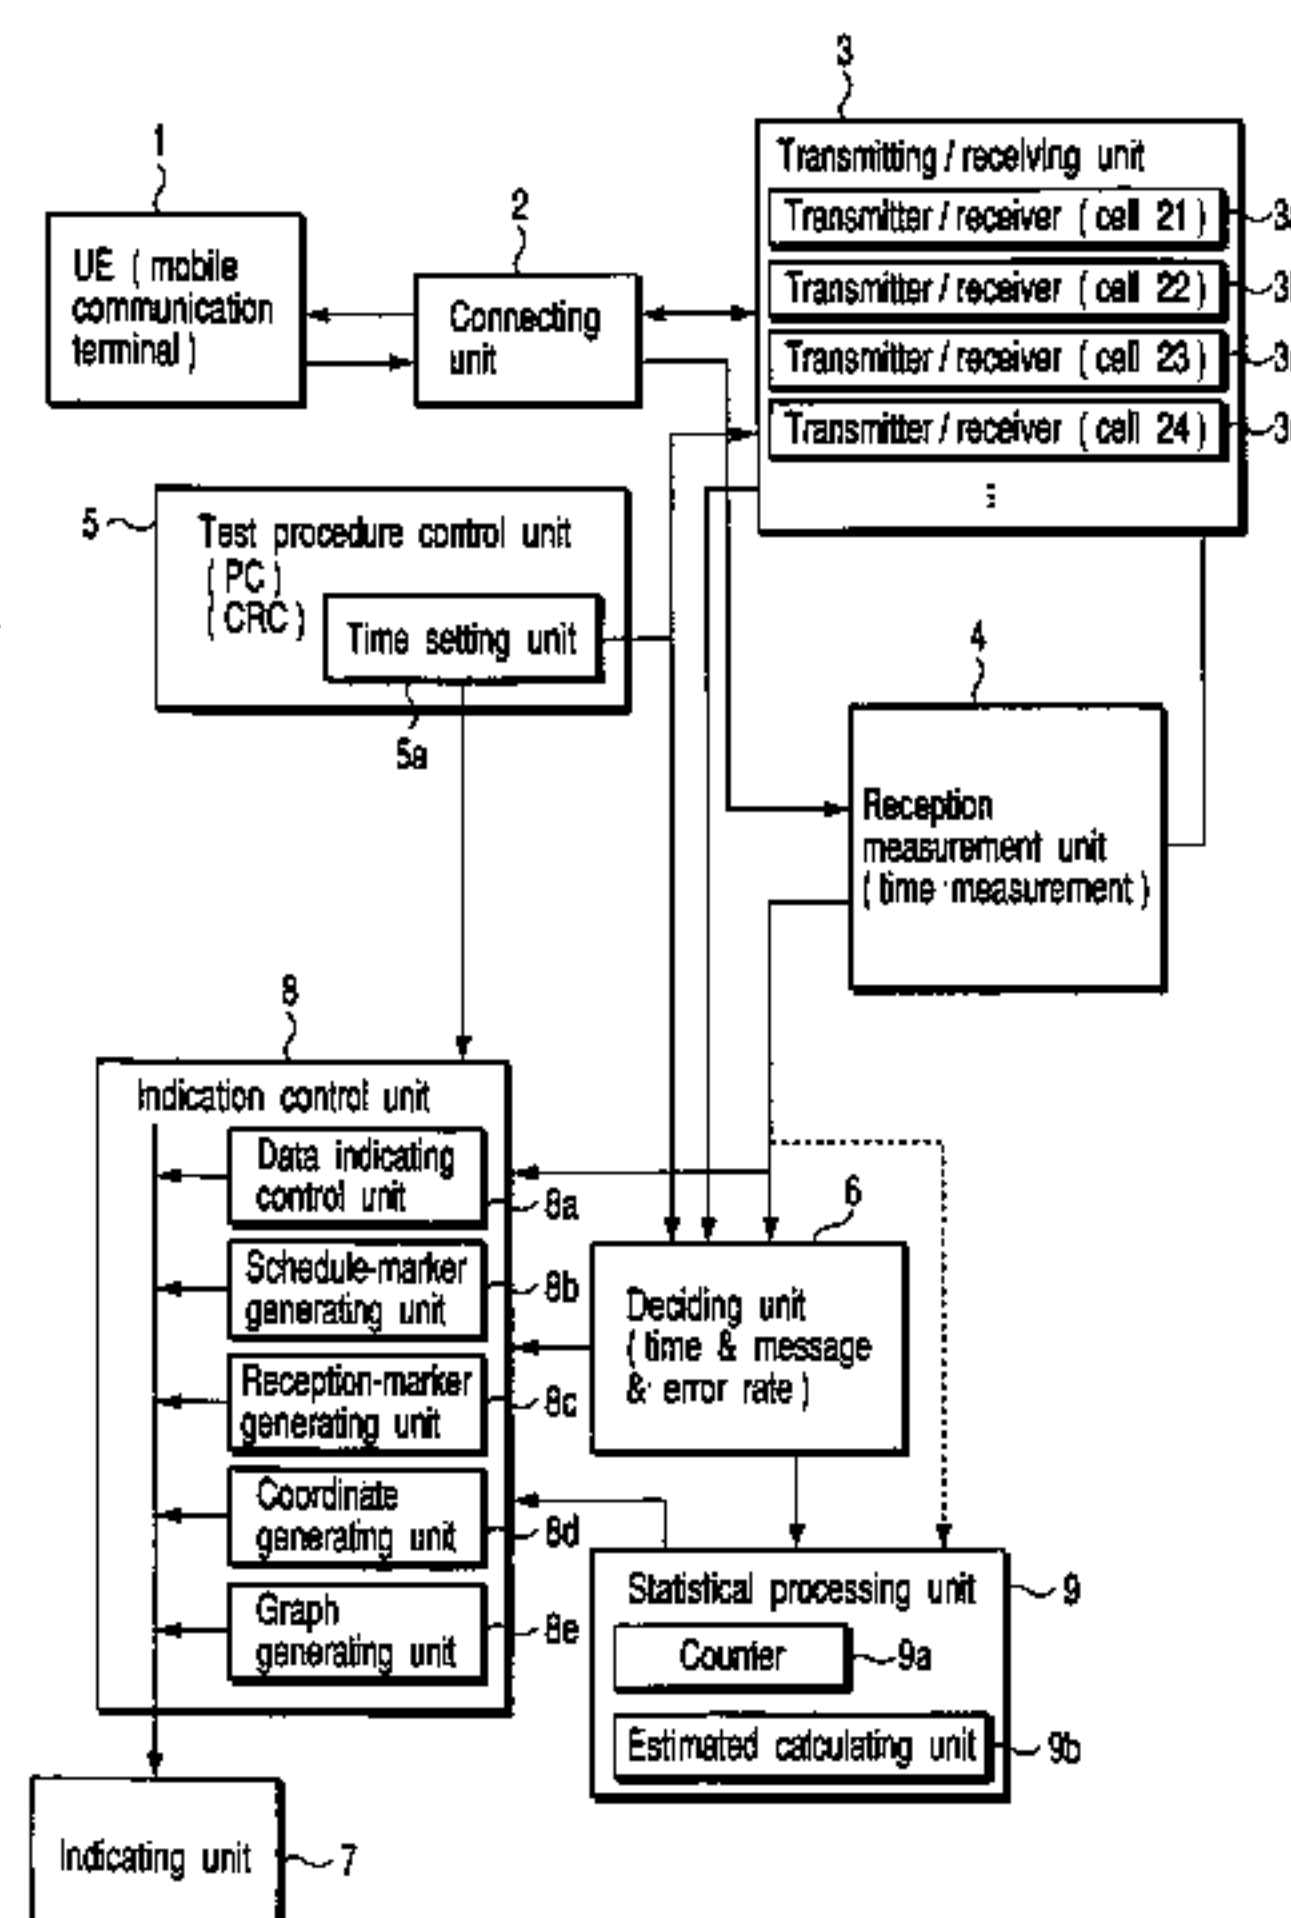 3
1
Transmitting / receiving unit
2
Transmitter / receiver ( cell 21 )
UE ( mobile
communication
terminal )
Transmitter / receiver ( cell 22 )
Connecting
unit
Transmitter / receiver ( cell 23 )
Transmitter / receiver ( cell 24 )
5
Test procedure control unit
( PC )
( CRC )
Time setting unit
5a
4
Reception
measurement unit
( time measurement )
8
Indication control unit
Data indicating
control unit
8a
6
Schedule-marker
generating unit
8b
Deciding unit
( time & message
& error rate )
Reception-marker
generating unit
8c
Coordinate
generating unit
8d
Statistical processing unit
9
Graph
generating unit
8e
Counter
9a
Estimated calculating unit
9b
Indicating unit
7